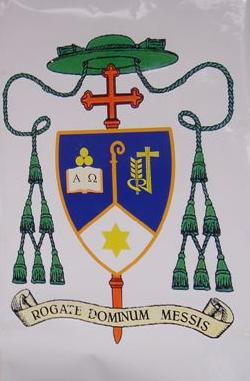 Α Ω
ROGATE DOMINUM MESSIS